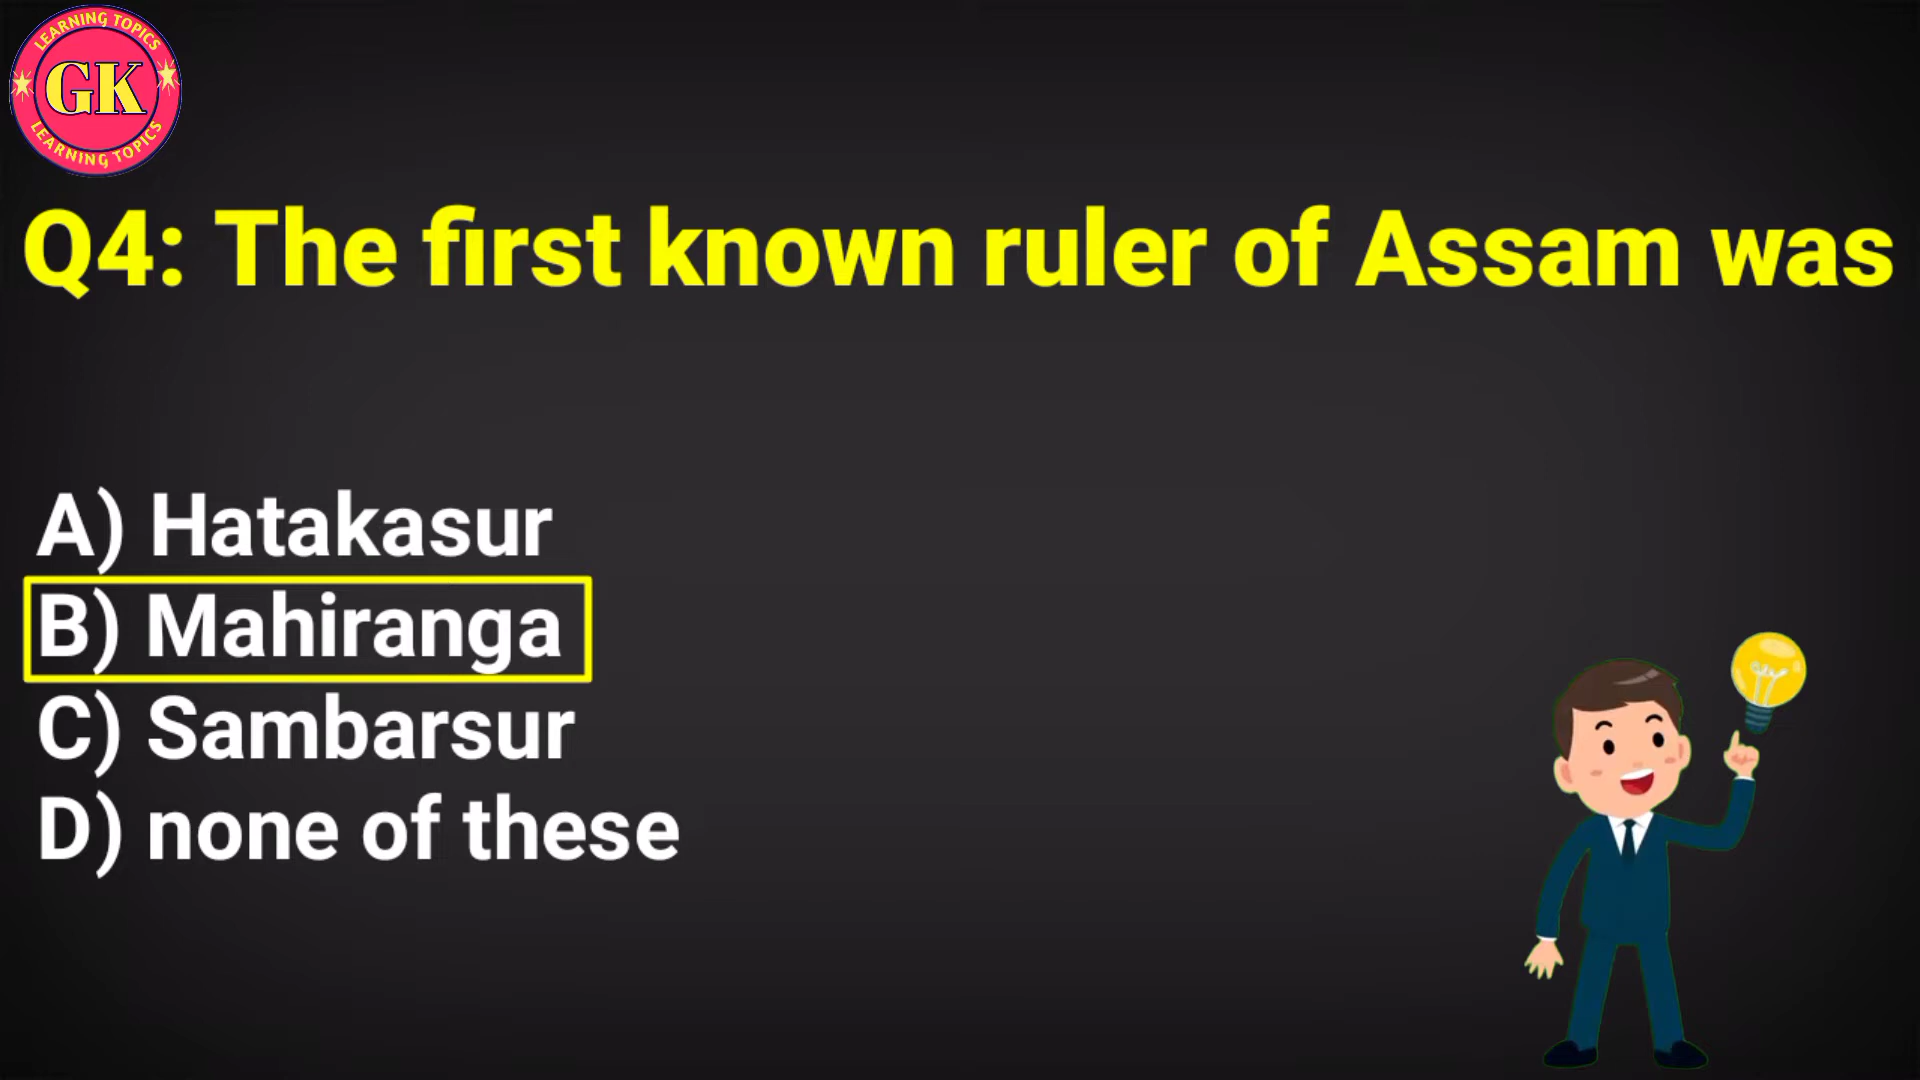 LEARNING TOPICS
GK
LEARNING TOPICS
Q4: The first known ruler of Assam was
A) Hatakasur
B) Mahiranga
C) Sambarsur
D) none of these